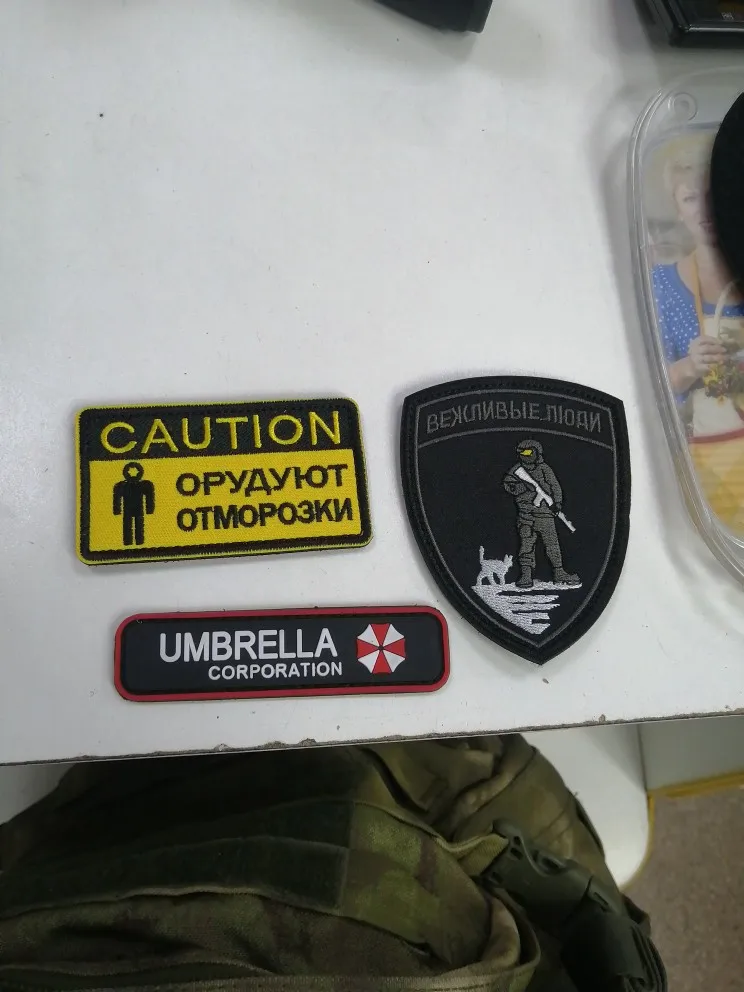 CAUTION
ОРУДУЮТ
ОТМОРОЗКИ
ВЕЖЛИВЫЕ ЛЮДИ
UMBRELLA
CORPORATION